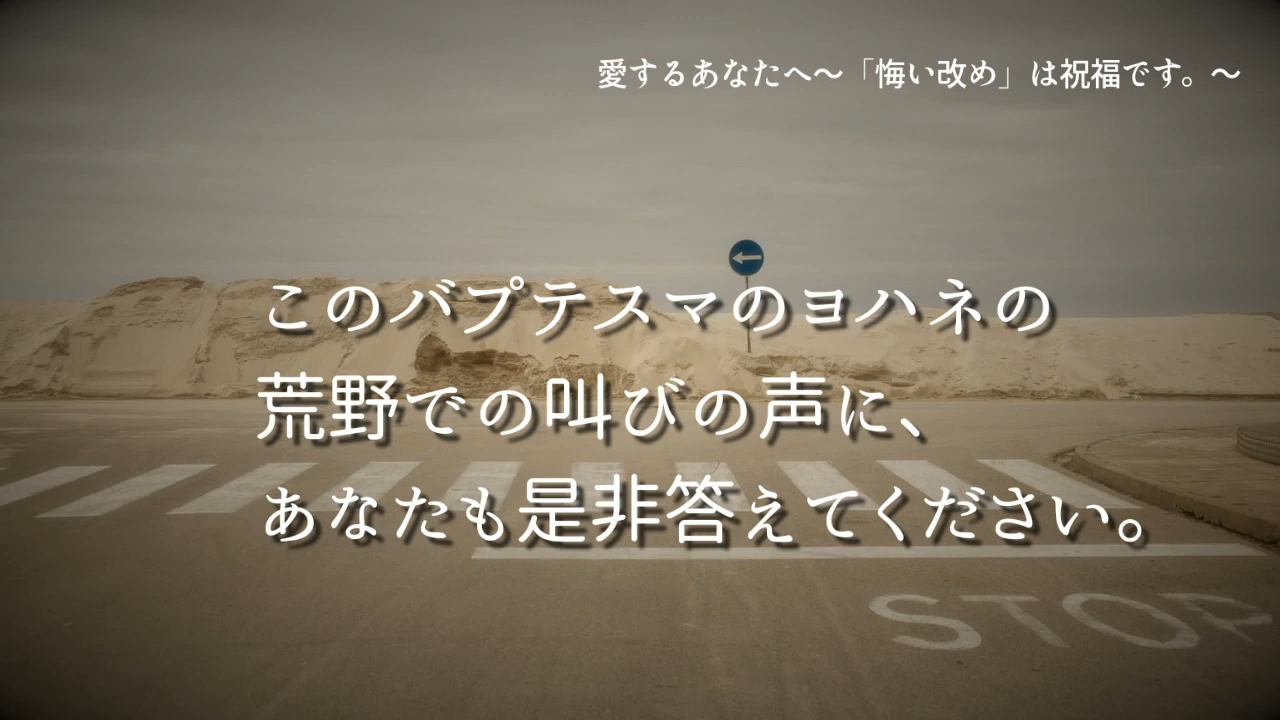 愛するあなたへ〜「悔い改め」は祝福です。〜
このバプテスマのヨハネの
荒野での叫びの声に、
あなたも是非答えてください。
STOP